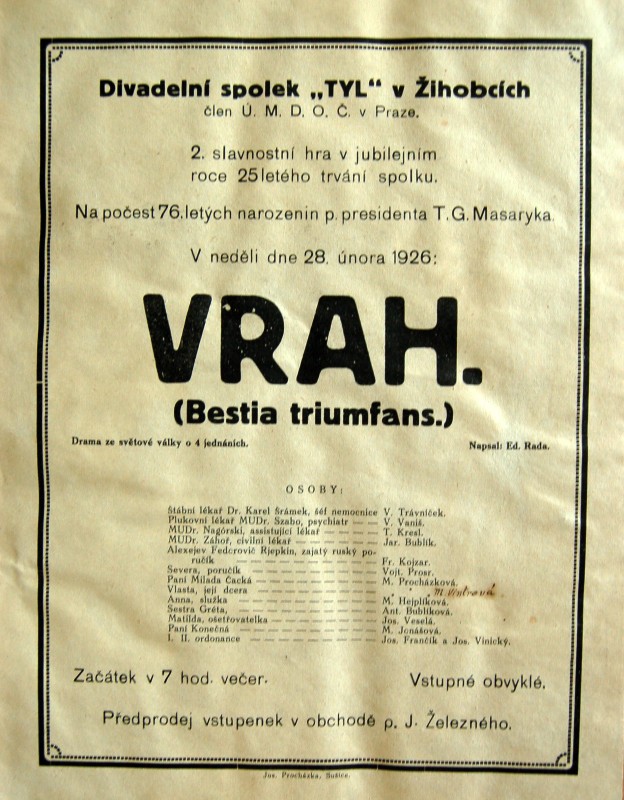 Divadelní spolek „TYL“ v Žihobcích
člen Ú. M. D. O. Č. v Praze.
2. slavnostní hra v jubilejním
roce 25letého trvání spolku.
Na počest 76.letých narozenin p. presidenta T. G. Masaryka.
V neděli dne 28. února 1926:
VRAH.
(Bestia triumfans.)
Drama ze světové války o 4 jednáních. Napsal: Ed. Rada.
OSOBY:
Štábní lékař Dr. Karel Šrámek, šéf nemocnice V. Trávníček.
Plukovní lékař MUDr. Szabo, psychiatr — — V. Vaniš.
MUDr. Nagórski, assistující lékař — — — T. Kresl.
MUDr. Záhoř, civilní lékař — — — — Jar. Bublík.
Alexejev Fedorovič Rjepkin, zajatý ruský po-
ručík — — — — — — — — Fr. Kojzar.
Severa, poručík — — — — — — — Vojt. Prosr.
Paní Milada Čacká — — — — — — M. Procházková.
Vlasta, její dcera — — — — — — — . . M. Vintrová
Anna, služka — — — — — — — M. Hejplíková.
Sestra Gréta, — — — — — — — Ant. Bublíková.
Matilda, ošetřovatelka — — — — — — Jos. Veselá.
Paní Konečná — — — — — — — M. Jonášová.
I. II. ordonance — — — — — — — Jos. Frančík a Jos. Vinický.
Začátek v 7 hod. večer. Vstupné obvyklé.
Předprodej vstupenek v obchodě p. J. Železného.
Jos. Procházka, Sušice.